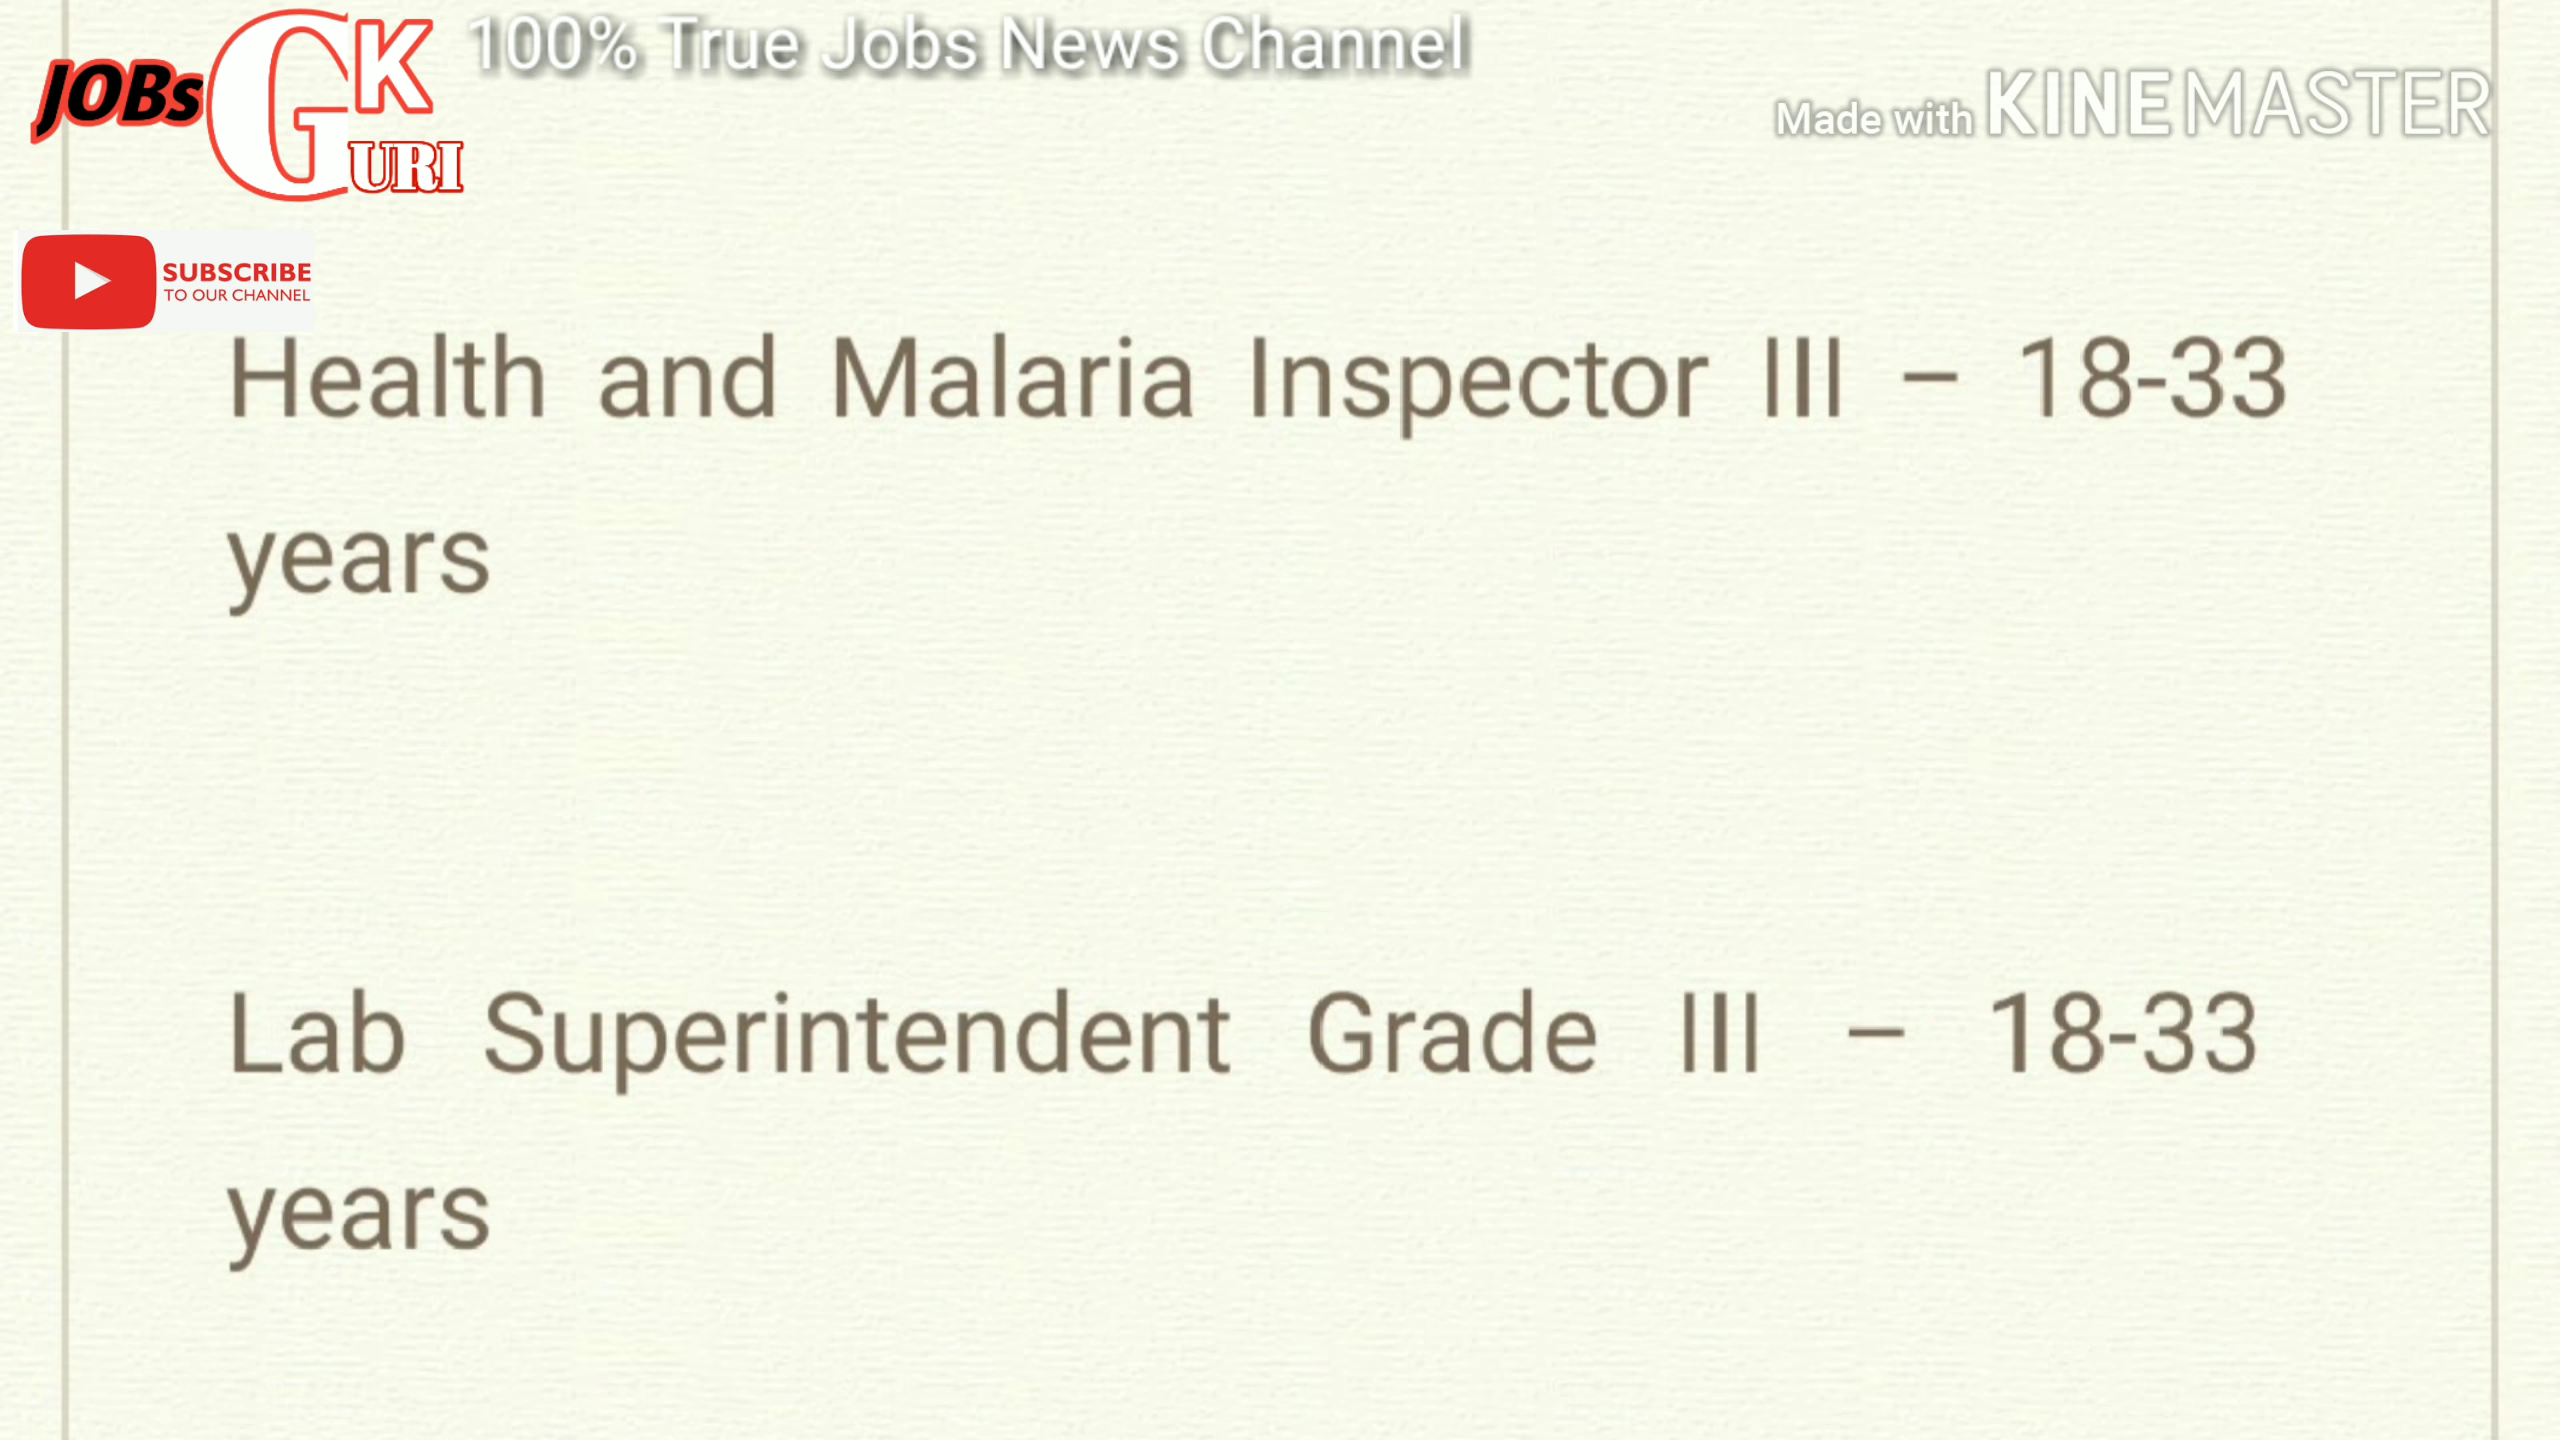 JOBs GK URI
100% True Jobs News Channel
Made with KINEMASTER
SUBSCRIBE
TO OUR CHANNEL
Health and Malaria Inspector III – 18-33
years
Lab Superintendent Grade III – 18-33
years